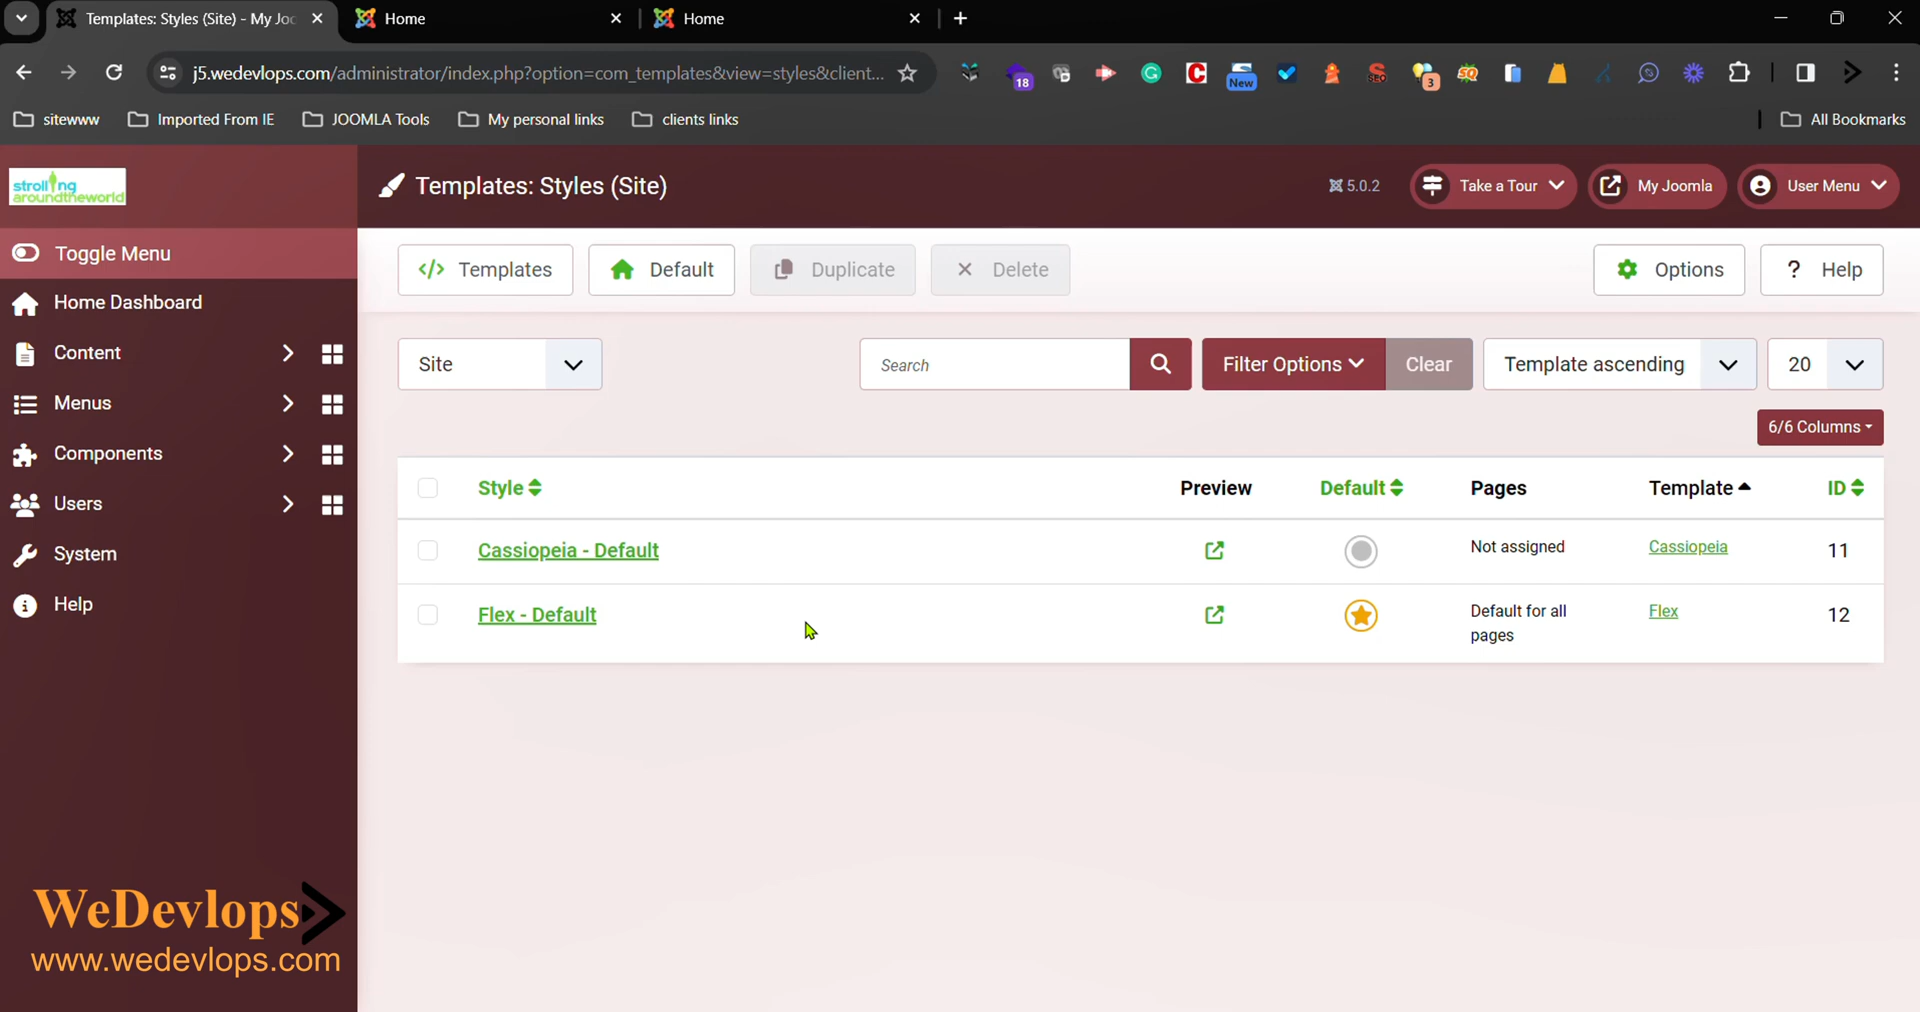 Templates: Styles (Site) - My Joo
Home
Home
j5.wedevlops.com/administrator/index.php?option=com_templates&view=styles&client...
18
New
SEO
3
sitewww
Imported From IE
JOOMLA Tools
My personal links
clients links
All Bookmarks
strolling
aroundtheworld
Templates: Styles (Site)
5.0.2
Take a Tour
My Joomla
User Menu
Toggle Menu
Home Dashboard
Content
Menus
Components
Users
System
Help
Templates
Default
Duplicate
Delete
Options
? Help
Site
Search
Filter Options
Clear
Template ascending
20
6/6 Columns
Style
Preview
Default
Pages
Template
ID
Cassiopeia - Default
Not assigned
Cassiopeia
11
Flex - Default
Default for all
pages
Flex
12
WeDevlops
www.wedevlops.com